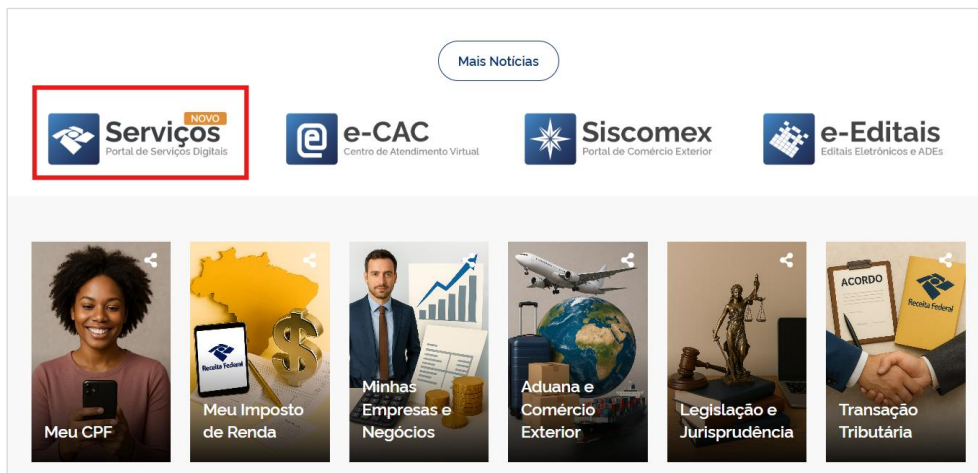 Mais Notícias
NOVO
Serviços
Portal de Serviços Digitais
e-CAC
Centro de Atendimento Virtual
Siscomex
Portal de Comércio Exterior
e-Editais
Editais Eletrônicos e ADEs
Meu CPF
Receita Federal
Meu Imposto
de Renda
Minhas
Empresas e
Negócios
Aduana e
Comércio
Exterior
Legislação e
Jurisprudência
ACORDO
Receita Federal
Transação
Tributária